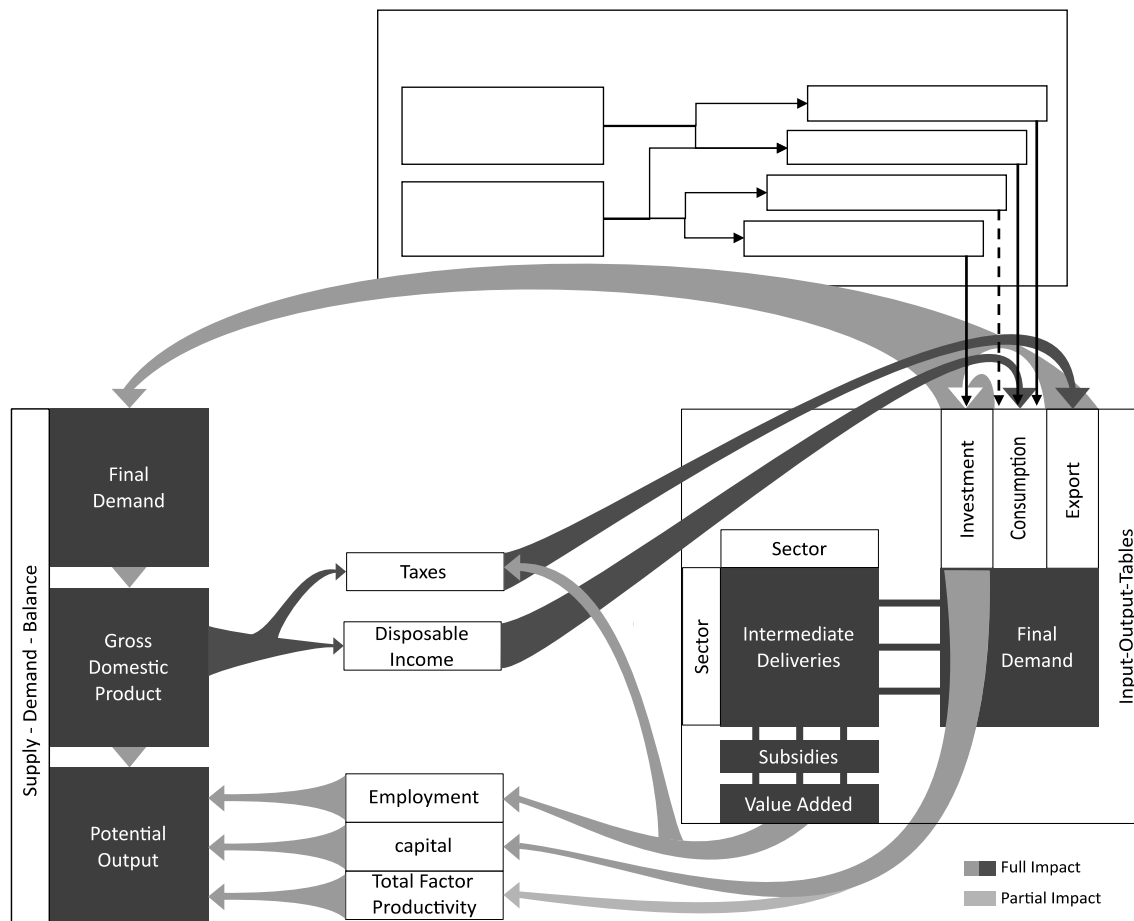 Supply - Demand - Balance
Final
Demand
Gross
Domestic
Product
Potential
Output
Taxes
Disposable
Income
Employment
capital
Total Factor
Productivity
Investment
Consumption
Export
Sector
Sector
Intermediate
Deliveries
Final
Demand
Subsidies
Value Added
Input-Output-Tables
Full Impact
Partial Impact